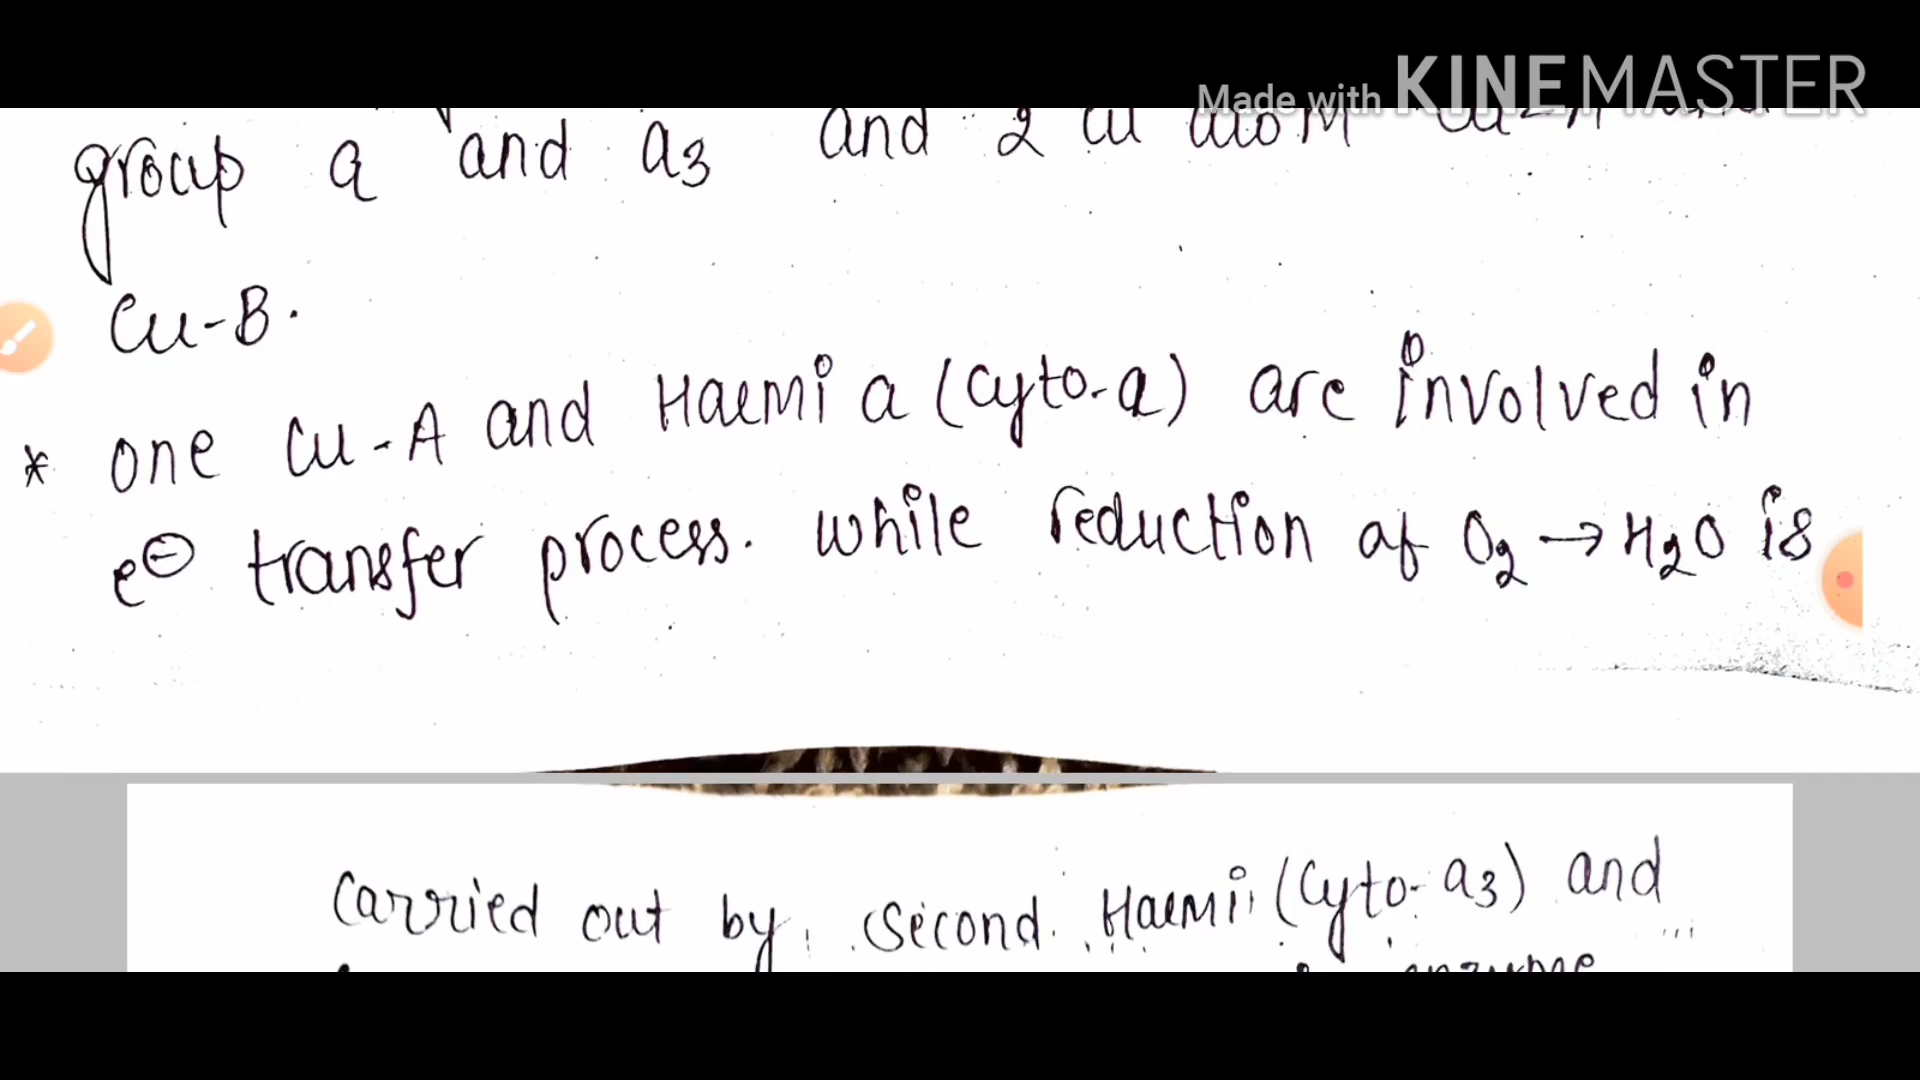 Made with KINEMASTER
group a and a3 and 2 Cu atom
Cu-B.
* one Cu-A and Haemi a (Cyto-a) are involved in
e⊖ transfer process. while reduction of O2 → H2O is
carried out by second Haemi (Cyto-a3) and
enzyme